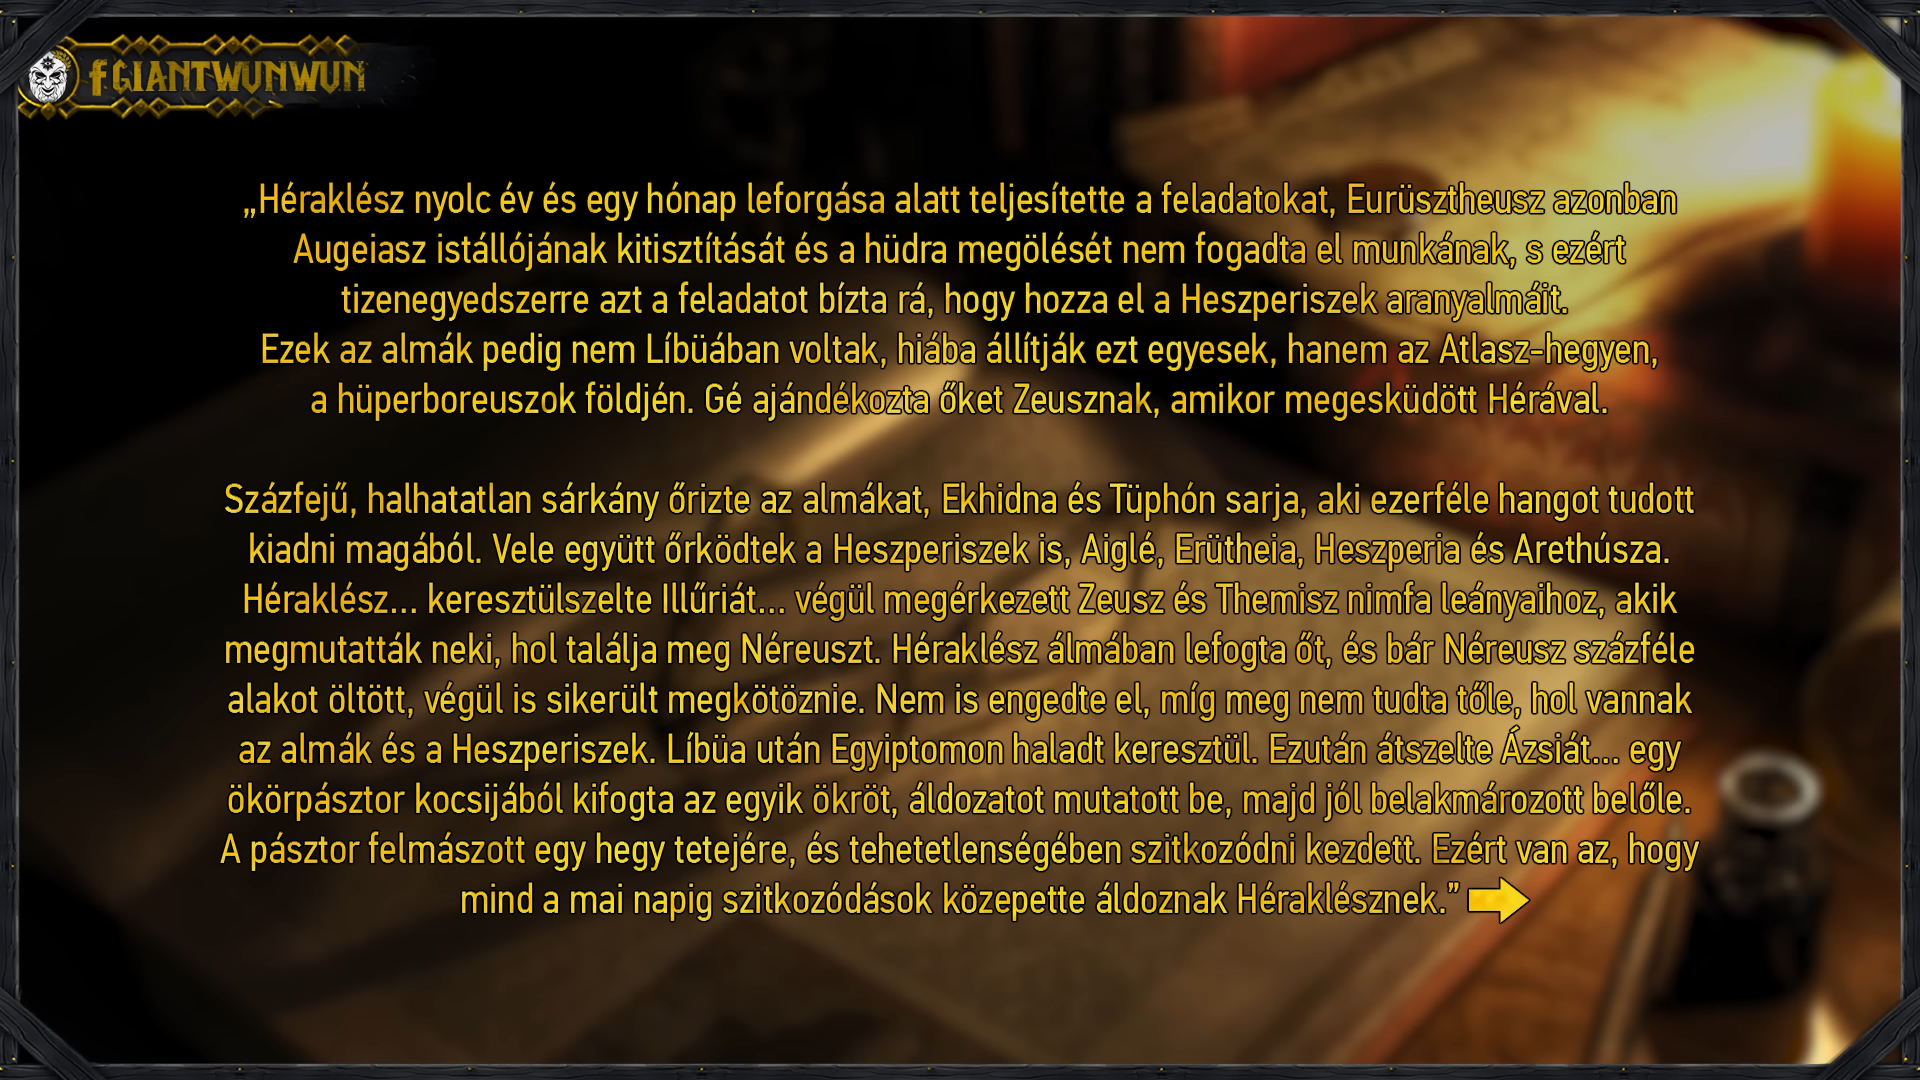 fGIANTWUNWUN
„Héraklész nyolc év és egy hónap leforgása alatt teljesítette a feladatokat, Eurüsztheusz azonban
Augeiasz istállójának kitisztítását és a hüdra megölését nem fogadta el munkának, s ezért
tizenegyedszerre azt a feladatot bízta rá, hogy hozza el a Heszperiszek aranyalmáit.
Ezek az almák pedig nem Líbüában voltak, hiába állítják ezt egyesek, hanem az Atlasz-hegyen,
a hüperboreuszok földjén. Gé ajándékozta őket Zeusznak, amikor megesküdött Hérával.
Százfejű, halhatatlan sárkány őrizte az almákat, Ekhidna és Tüphón sarja, aki ezerféle hangot tudott
kiadni magából. Vele együtt őrködtek a Heszperiszek is, Aiglé, Erütheia, Heszperia és Arethúsza.
Héraklész... keresztülszelte Illűriát... végül megérkezett Zeusz és Themisz nimfa leányaihoz, akik
megmutatták neki, hol találja meg Néreuszt. Héraklész álmában lefogta őt, és bár Néreusz százféle
alakot öltött, végül is sikerült megkötöznie. Nem is engedte el, míg meg nem tudta tőle, hol vannak
az almák és a Heszperiszek. Líbüa után Egyiptomon haladt keresztül. Ezután átszelte Ázsiát... egy
ökörpásztor kocsijából kifogta az egyik ökröt, áldozatot mutatott be, majd jól belakmározott belőle.
A pásztor felmászott egy hegy tetejére, és tehetetlenségében szitkozódni kezdett. Ezért van az, hogy
mind a mai napig szitkozódások közepette áldoznak Héraklésznek.”